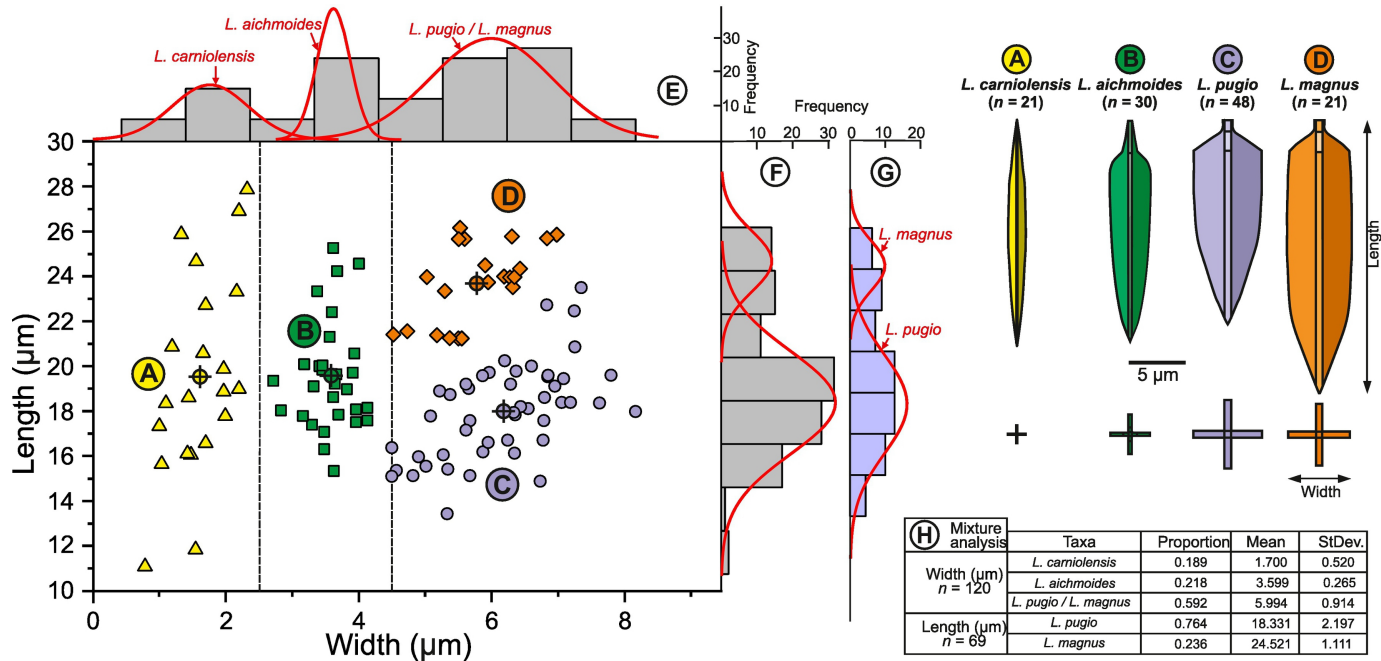 L. carniolensis
L. aichmoides
L. pugio / L. magnus
E
30
20
10
Frequency
Frequency
10 20 30
0 10 20
F
G
L. magnus
L. pugio
30
28
26
24
22
20
18
16
14
12
10
Length (µm)
0 2 4 6 8
Width (µm)
A
B
C
D
A B C D
L. carniolensis L. aichmoides L. pugio L. magnus
(n = 21) (n = 30) (n = 48) (n = 21)
Length
5 µm
Width
H Mixture analysis
Taxa Proportion Mean StDev.
Width (µm)
n = 120
L. carniolensis 0.189 1.700 0.520
L. aichmoides 0.218 3.599 0.265
L. pugio / L. magnus 0.592 5.994 0.914
Length (µm)
n = 69
L. pugio 0.764 18.331 2.197
L. magnus 0.236 24.521 1.111